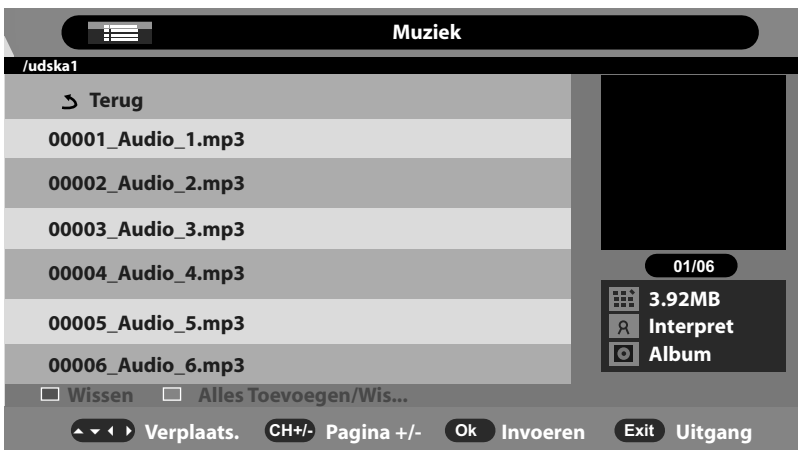 Muziek
/udska1
Terug
00001_Audio_1.mp3
00002_Audio_2.mp3
00003_Audio_3.mp3
00004_Audio_4.mp3
00005_Audio_5.mp3
00006_Audio_6.mp3
01/06
3.92MB
Interpret
Album
Wissen Alles Toevoegen/Wis...
Verplaats. CH+/- Pagina +/- Ok Invoeren Exit Uitgang